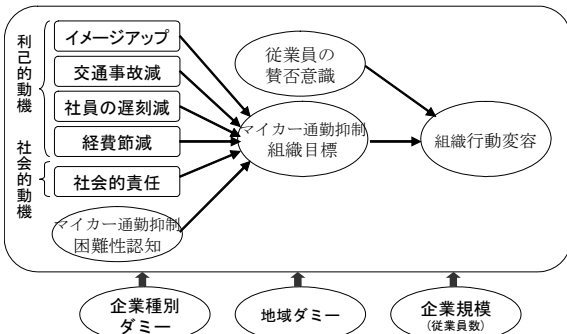 利己的動機
イメージアップ
交通事故減
社員の遅刻減
経費節減
社会的動機
社会的責任
マイカー通勤抑制
困難性認知
従業員の
賛否意識
マイカー通勤抑制
組織目標
組織行動変容
企業種別
ダミー
地域ダミー
企業規模
(従業員数)